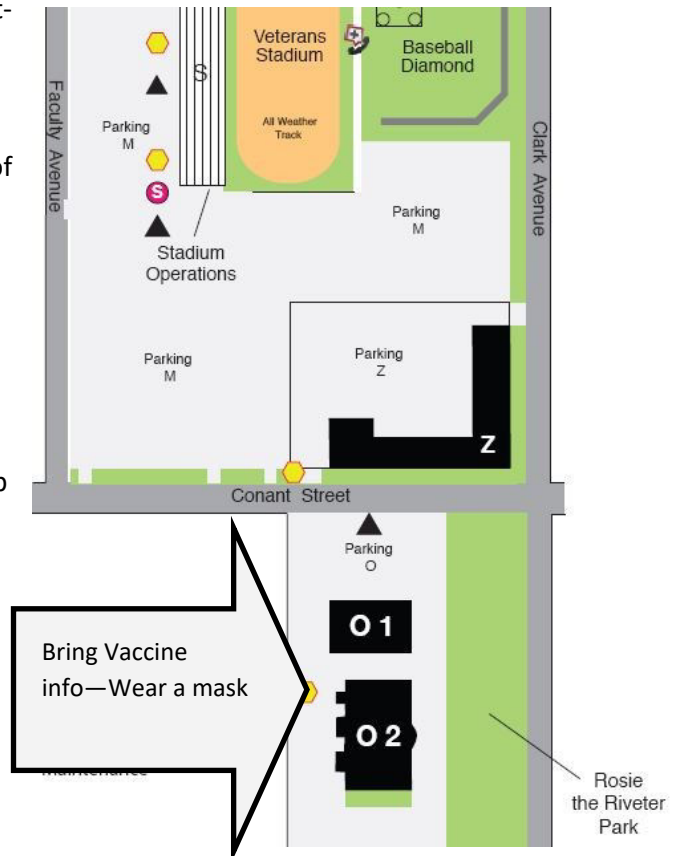 t-
Veterans
Stadium
Baseball
Diamond
S
Faculty Avenue
Parking
M
All Weather
Track
Clark Avenue
of
S
Parking
M
Stadium
Operations
Parking
M
Parking
Z
Z
Conant Street
Parking
O
O 1
Bring Vaccine
info—Wear a mask
O 2
Rosie
the Riveter
Park